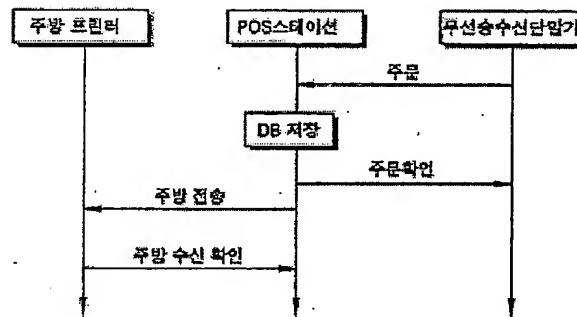 주방 프린터
POS스테이션
무선송수신단말기
주문
DB 저장
주문확인
주방 전송
주방 수신 확인